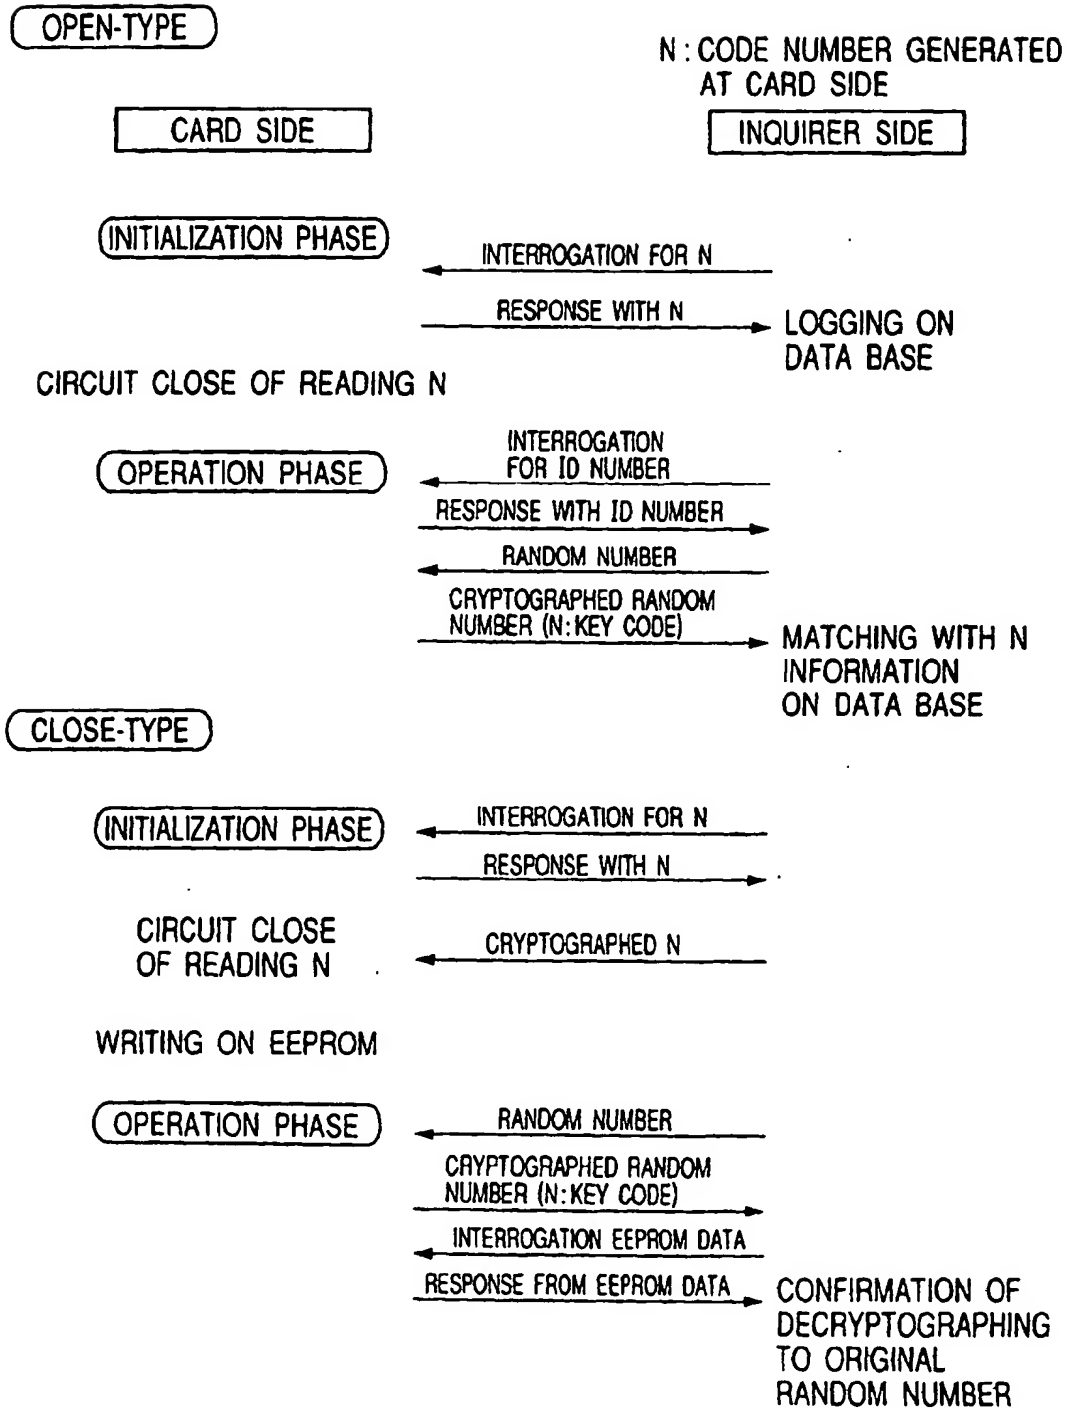 OPEN-TYPE
N : CODE NUMBER GENERATED
AT CARD SIDE
CARD SIDE
INQUIRER SIDE
INITIALIZATION PHASE
INTERROGATION FOR N
RESPONSE WITH N
LOGGING ON
DATA BASE
CIRCUIT CLOSE OF READING N
OPERATION PHASE
INTERROGATION
FOR ID NUMBER
RESPONSE WITH ID NUMBER
RANDOM NUMBER
CRYPTOGRAPHED RANDOM
NUMBER (N:KEY CODE)
MATCHING WITH N
INFORMATION
ON DATA BASE
CLOSE-TYPE
INITIALIZATION PHASE
INTERROGATION FOR N
RESPONSE WITH N
CIRCUIT CLOSE
OF READING N
CRYPTOGRAPHED N
WRITING ON EEPROM
OPERATION PHASE
RANDOM NUMBER
CRYPTOGRAPHED RANDOM
NUMBER (N:KEY CODE)
INTERROGATION EEPROM DATA
RESPONSE FROM EEPROM DATA
CONFIRMATION OF
DECRYPTOGRAPHING
TO ORIGINAL
RANDOM NUMBER